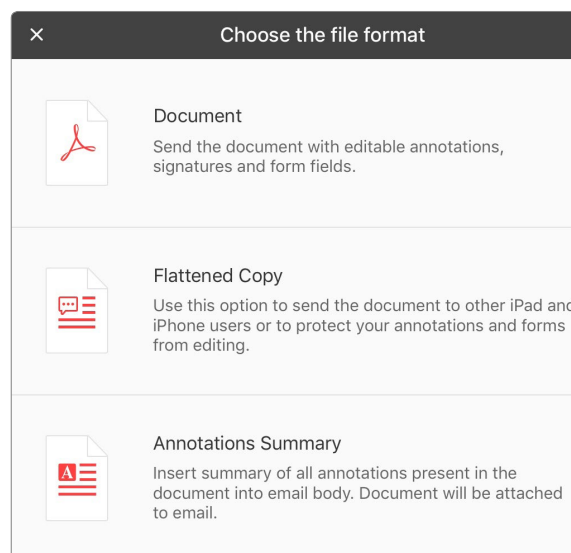 Choose the file format
Document
Send the document with editable annotations,
signatures and form fields.
Flattened Copy
Use this option to send the document to other iPad and
iPhone users or to protect your annotations and forms
from editing.
A
Annotations Summary
Insert summary of all annotations present in the
document into email body. Document will be attached
to email.